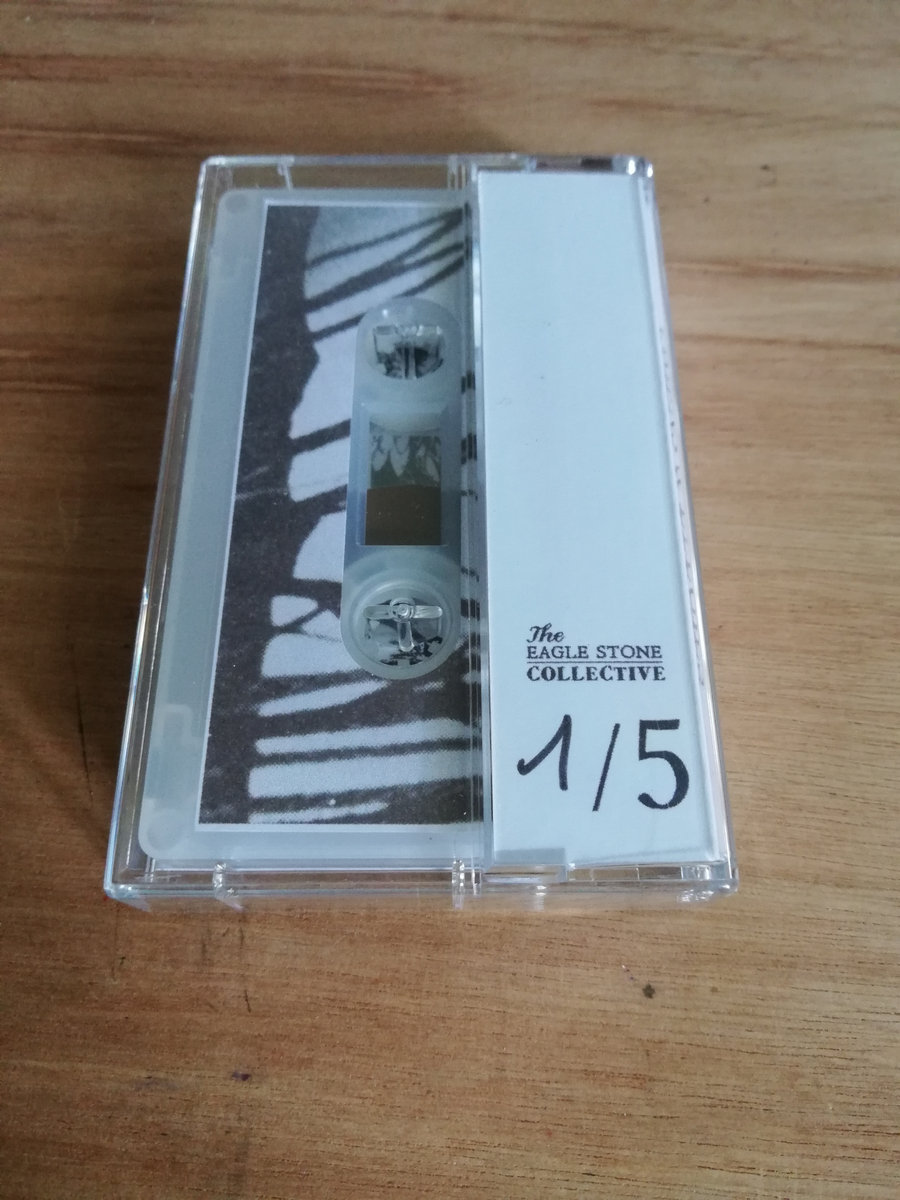 The
EAGLE STONE
COLLECTIVE
1/5